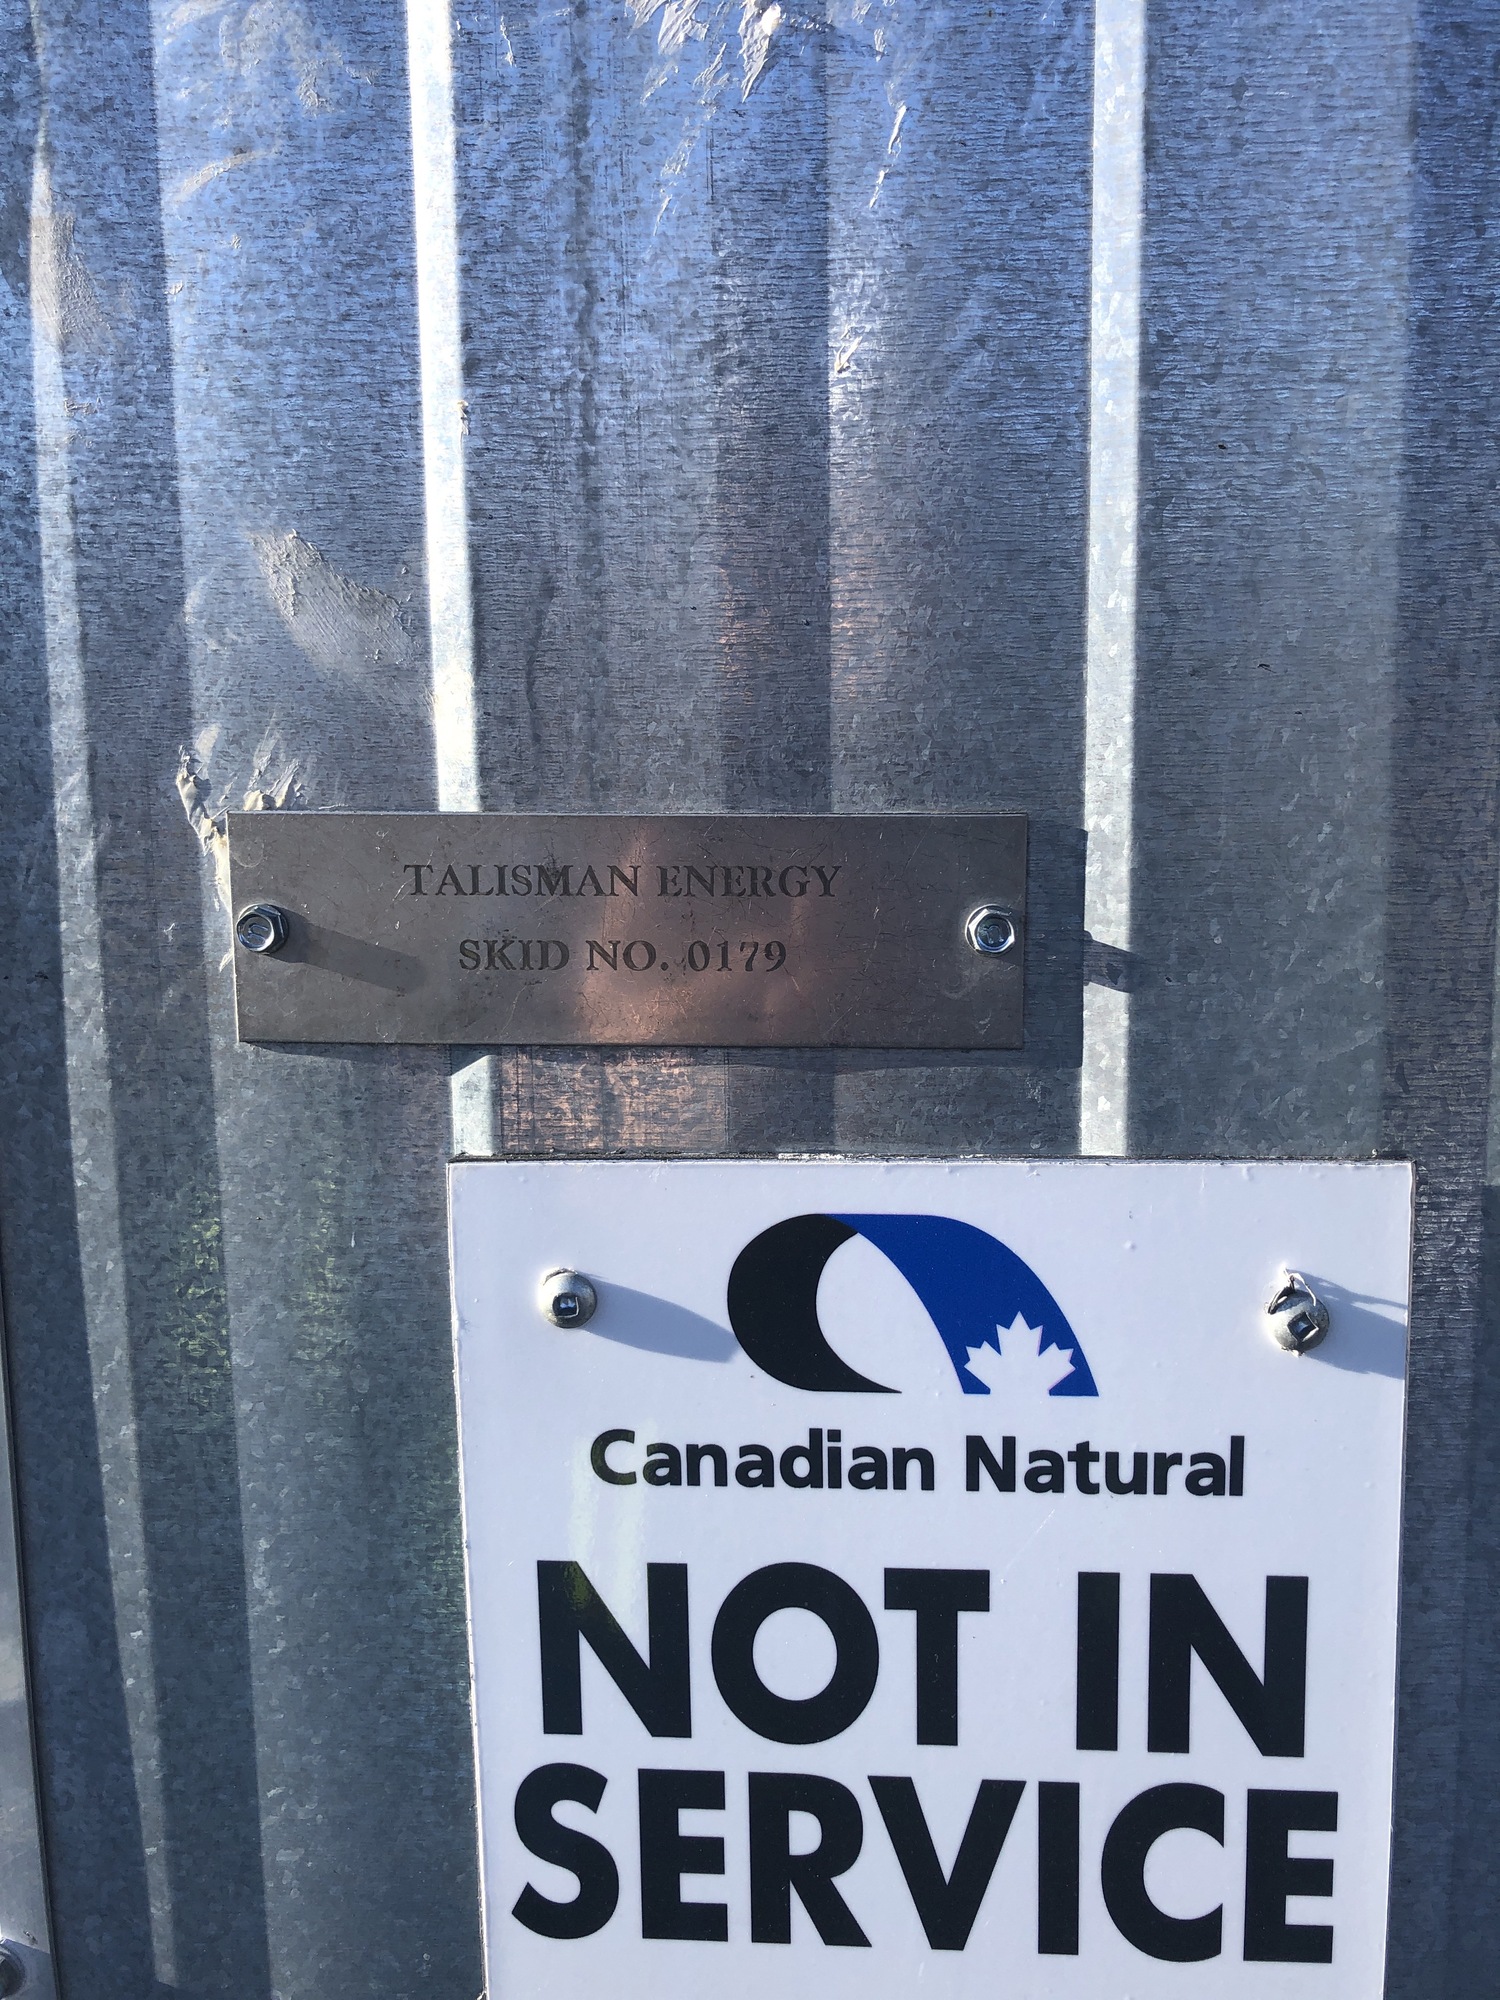 TALISMAN ENERGY
SKID NO. 0179
Canadian Natural
NOT IN
SERVICE